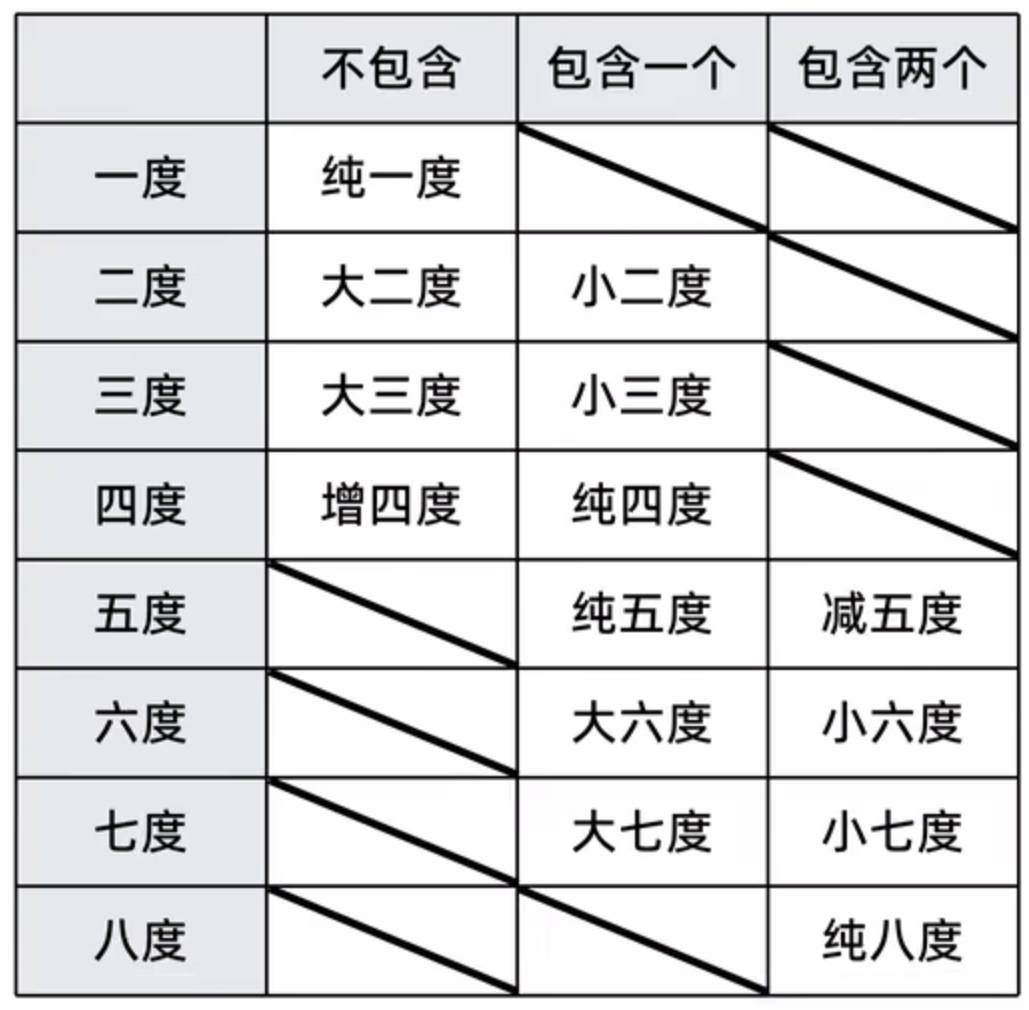 不包含 包含一个 包含两个
一度 纯一度
二度 大二度 小二度
三度 大三度 小三度
四度 增四度 纯四度
五度 纯五度 减五度
六度 大六度 小六度
七度 大七度 小七度
八度 纯八度